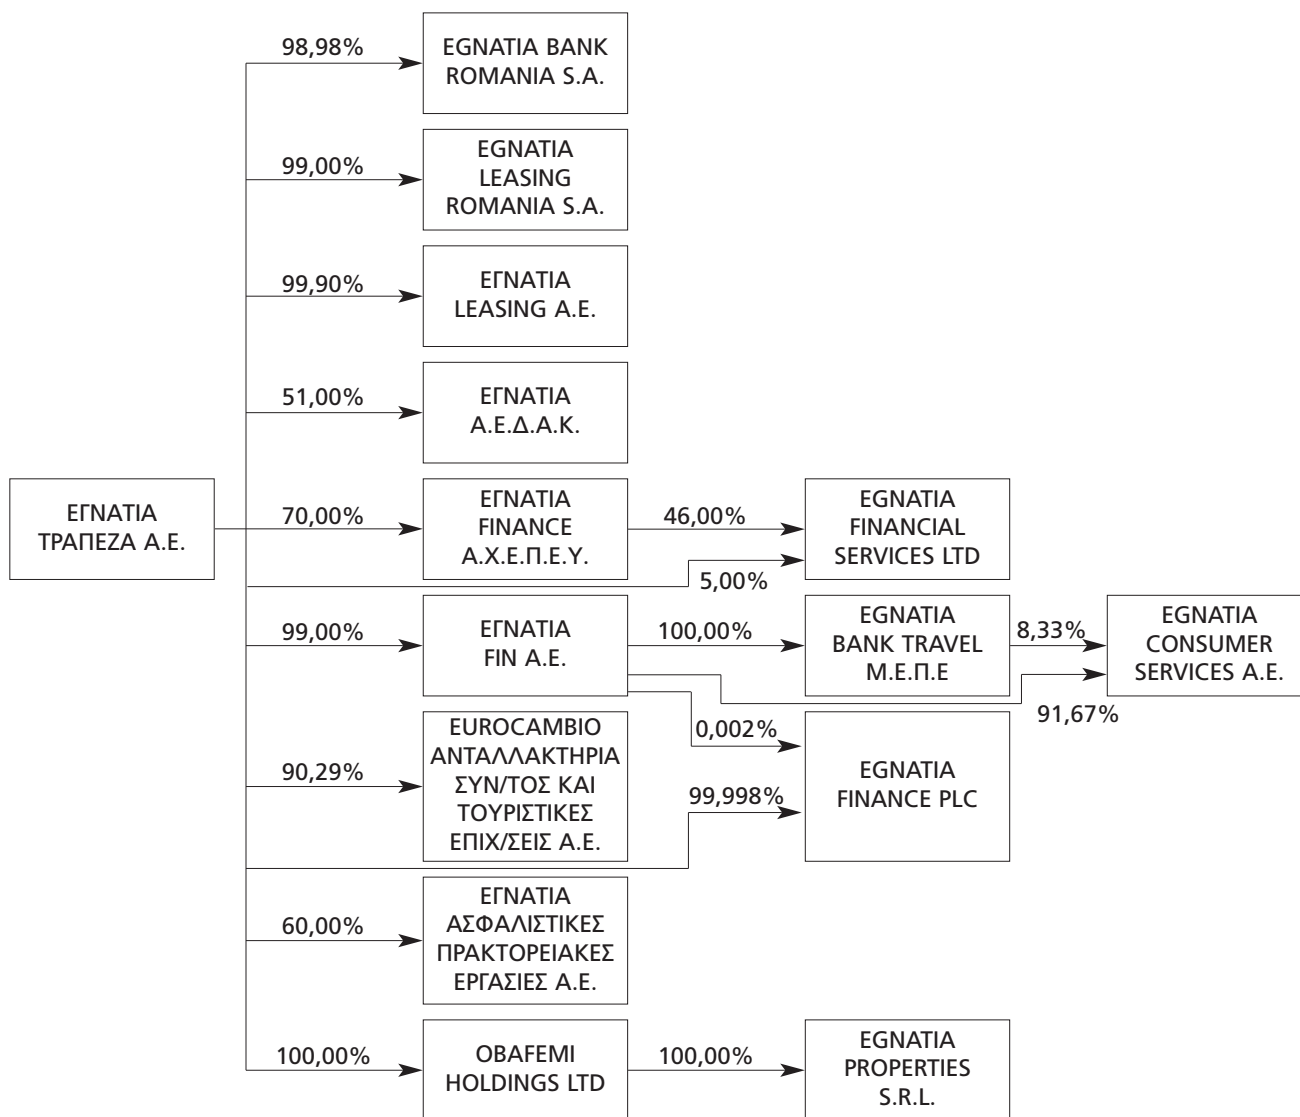 98,98%
EGNATIA BANK
ROMANIA S.A.
99,00%
EGNATIA
LEASING
ROMANIA S.A.
99,90%
ΕΓΝΑΤΙΑ
LEASING Α.Ε.
51,00%
ΕΓΝΑΤΙΑ
Α.Ε.Δ.Α.Κ.
ΕΓΝΑΤΙΑ
ΤΡΑΠΕΖΑ Α.Ε.
70,00%
ΕΓΝΑΤΙΑ
FINANCE
Α.Χ.Ε.Π.Ε.Υ.
46,00%
5,00%
EGNATIA
FINANCIAL
SERVICES LTD
99,00%
ΕΓΝΑΤΙΑ
FIN Α.Ε.
100,00%
EGNATIA
BANK TRAVEL
Μ.Ε.Π.Ε
8,33%
EGNATIA
CONSUMER
SERVICES Α.Ε.
91,67%
0,002%
90,29%
EUROCAMBIO
ΑΝΤΑΛΛΑΚΤΗΡΙΑ
ΣΥΝ/ΤΟΣ ΚΑΙ
ΤΟΥΡΙΣΤΙΚΕΣ
ΕΠΙΧ/ΣΕΙΣ Α.Ε.
99,998%
EGNATIA
FINANCE PLC
60,00%
ΕΓΝΑΤΙΑ
ΑΣΦΑΛΙΣΤΙΚΕΣ
ΠΡΑΚΤΟΡΕΙΑΚΕΣ
ΕΡΓΑΣΙΕΣ Α.Ε.
100,00%
OBAFEMI
HOLDINGS LTD
100,00%
EGNATIA
PROPERTIES
S.R.L.